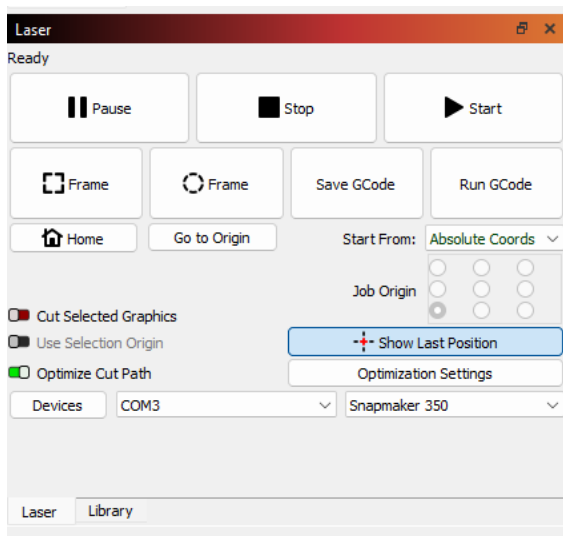 Laser
Ready
Pause Stop Start
Frame Frame Save GCode Run GCode
Home Go to Origin Start From: Absolute Coords
Job Origin
Cut Selected Graphics
Use Selection Origin Show Last Position
Optimize Cut Path Optimization Settings
Devices COM3 Snapmaker 350
Laser Library